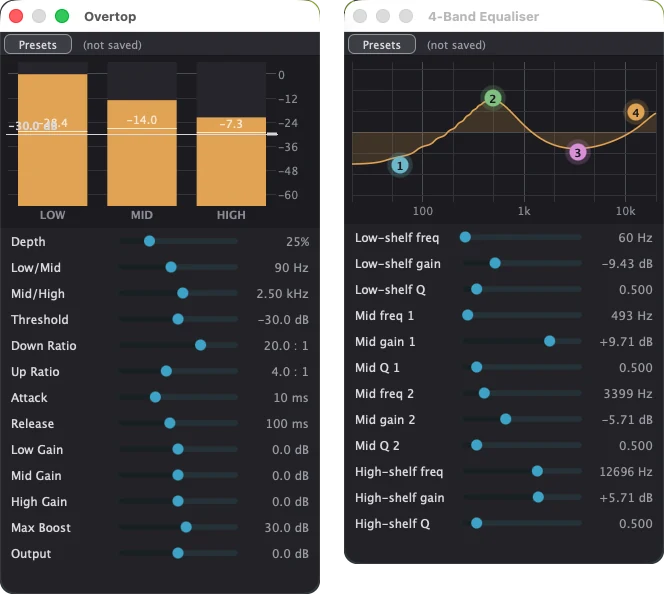 Overtop
Presets (not saved)
0
−12
−24
−36
−48
−60
−30.0 dB
−28.4
−14.0
−7.3
LOW MID HIGH
Depth 25%
Low/Mid 90 Hz
Mid/High 2.50 kHz
Threshold −30.0 dB
Down Ratio 20.0 : 1
Up Ratio 4.0 : 1
Attack 10 ms
Release 100 ms
Low Gain 0.0 dB
Mid Gain 0.0 dB
High Gain 0.0 dB
Max Boost 30.0 dB
Output 0.0 dB
4-Band Equaliser
Presets (not saved)
1
2
3
4
100 1k 10k
Low-shelf freq 60 Hz
Low-shelf gain −9.43 dB
Low-shelf Q 0.500
Mid freq 1 493 Hz
Mid gain 1 +9.71 dB
Mid Q 1 0.500
Mid freq 2 3399 Hz
Mid gain 2 −5.71 dB
Mid Q 2 0.500
High-shelf freq 12696 Hz
High-shelf gain +5.71 dB
High-shelf Q 0.500